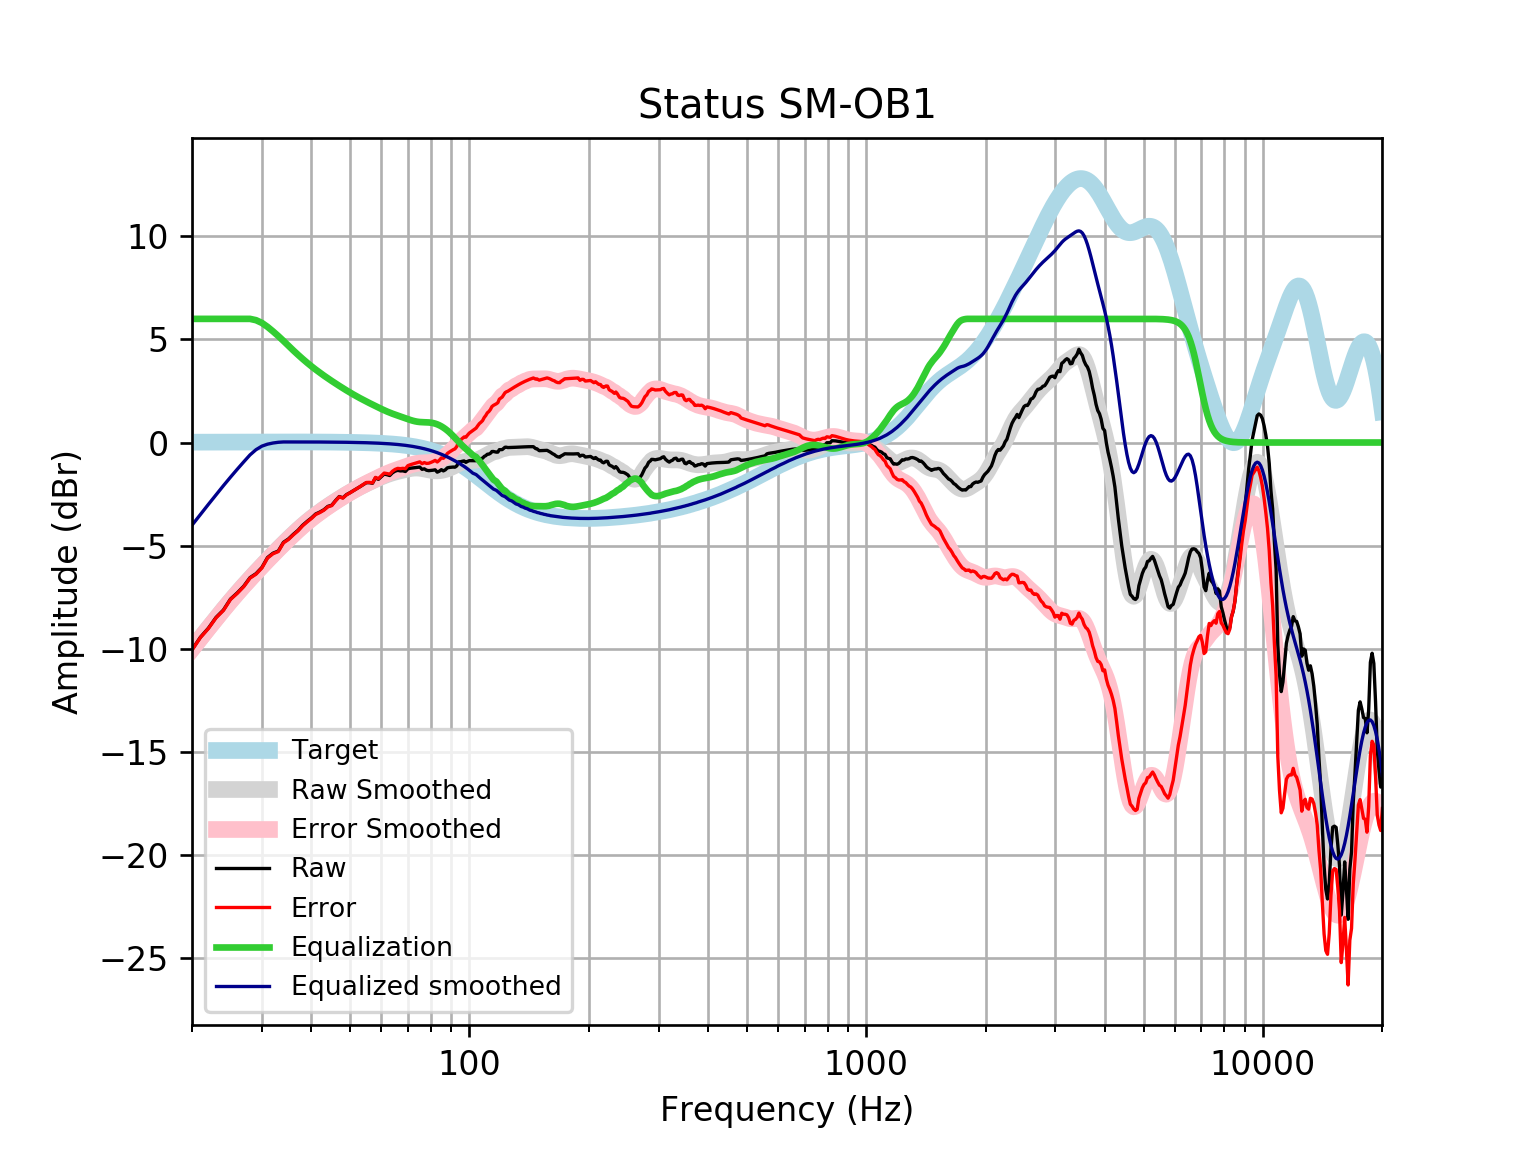 Status SM-OB1
Amplitude (dBr)
10
5
0
−5
−10
−15
−20
−25
Target
Raw Smoothed
Error Smoothed
Raw
Error
Equalization
Equalized smoothed
100
1000
10000
Frequency (Hz)